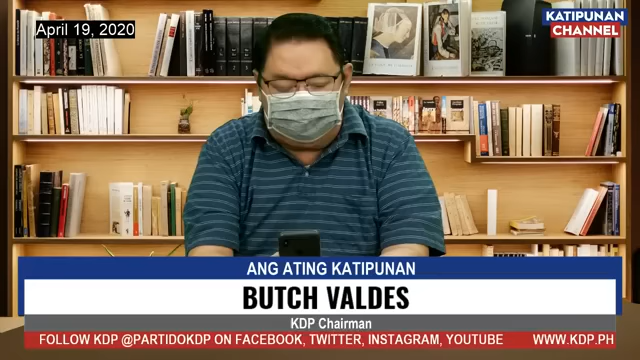 April 19, 2020
KATIPUNAN
CHANNEL
ANG ATING KATIPUNAN
BUTCH VALDES
KDP Chairman
FOLLOW KDP @PARTIDOKDP ON FACEBOOK, TWITTER, INSTAGRAM, YOUTUBE WWW.KDP.PH